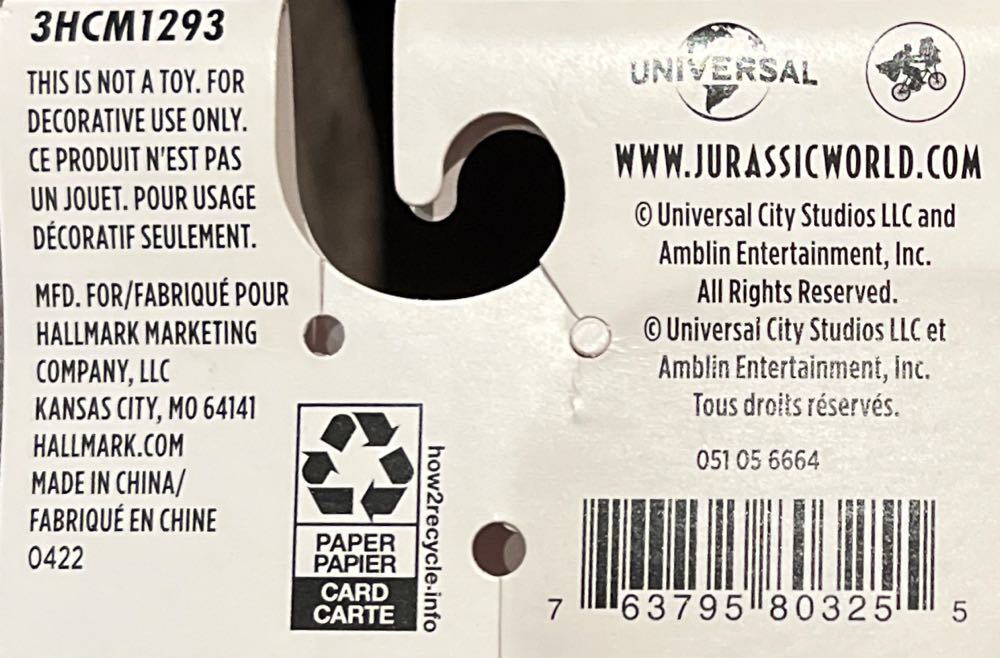 3HCM1293
THIS IS NOT A TOY. FOR
DECORATIVE USE ONLY.
CE PRODUIT N'EST PAS
UN JOUET. POUR USAGE
DÉCORATIF SEULEMENT.
MFD. FOR/FABRIQUÉ POUR
HALLMARK MARKETING
COMPANY, LLC
KANSAS CITY, MO 64141
HALLMARK.COM
MADE IN CHINA/
FABRIQUÉ EN CHINE
0422
PAPER
PAPIER
CARD
CARTE
how2recycle.info
UNIVERSAL
WWW.JURASSICWORLD.COM
© Universal City Studios LLC and
Amblin Entertainment, Inc.
All Rights Reserved.
© Universal City Studios LLC et
Amblin Entertainment, Inc.
Tous droits réservés.
051 05 6664
7 63795 80325 5